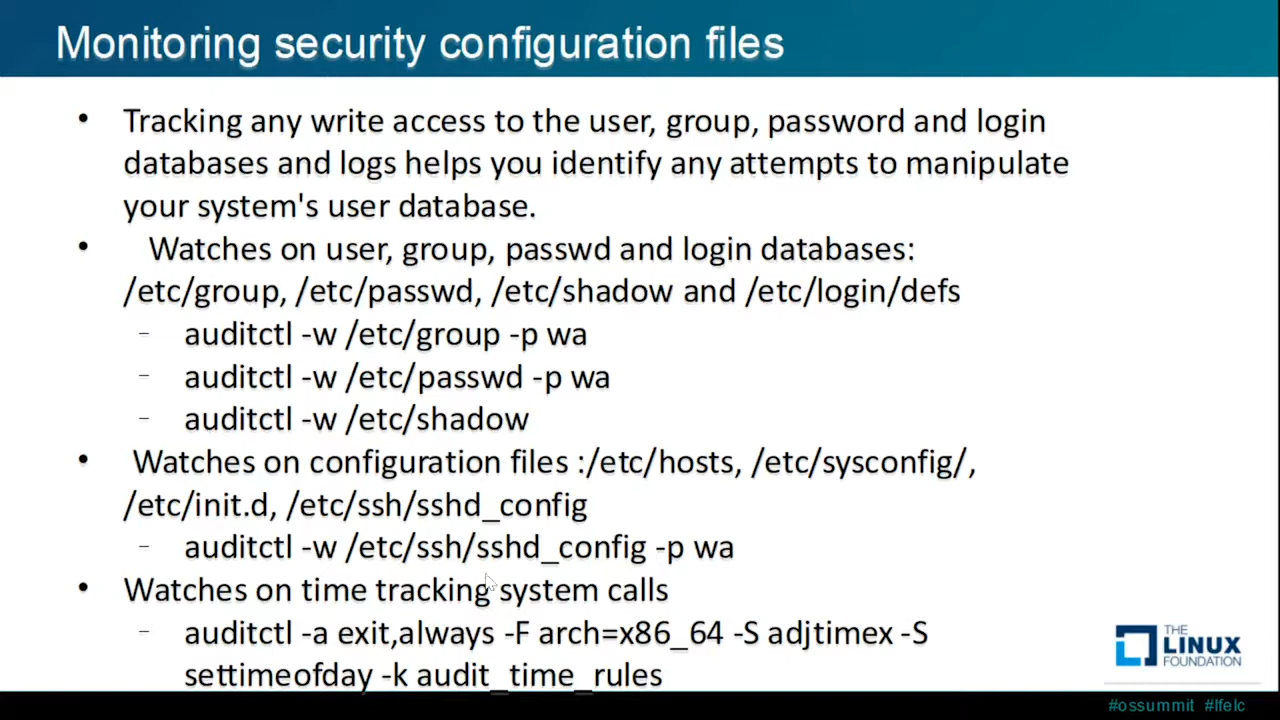 Monitoring security configuration files
• Tracking any write access to the user, group, password and login
databases and logs helps you identify any attempts to manipulate
your system's user database.
• Watches on user, group, passwd and login databases:
/etc/group, /etc/passwd, /etc/shadow and /etc/login/defs
- auditctl -w /etc/group -p wa
- auditctl -w /etc/passwd -p wa
- auditctl -w /etc/shadow
• Watches on configuration files :/etc/hosts, /etc/sysconfig/,
/etc/init.d, /etc/ssh/sshd_config
- auditctl -w /etc/ssh/sshd_config -p wa
• Watches on time tracking system calls
- auditctl -a exit,always -F arch=x86_64 -S adjtimex -S
settimeofday -k audit_time_rules
THE
LINUX
FOUNDATION
#ossummit #lfelc